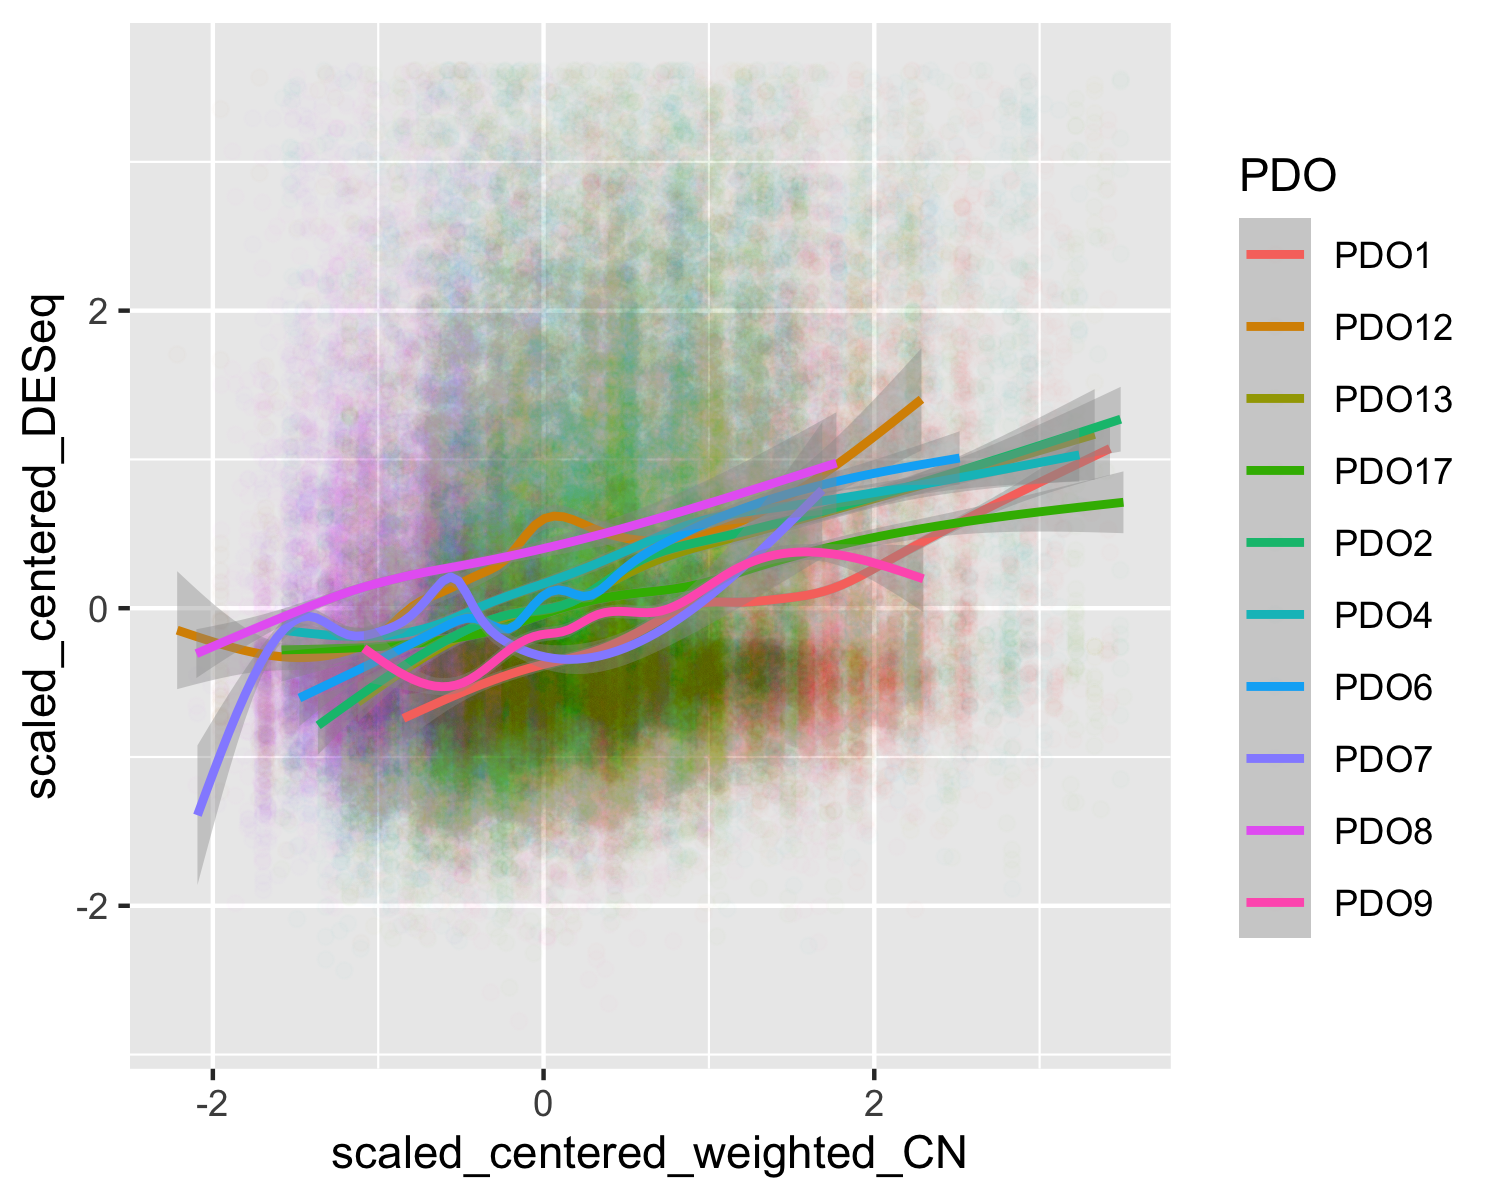 scaled_centered_DESeq
2
0
-2
-2
0
2
scaled_centered_weighted_CN
PDO
PDO1
PDO12
PDO13
PDO17
PDO2
PDO4
PDO6
PDO7
PDO8
PDO9